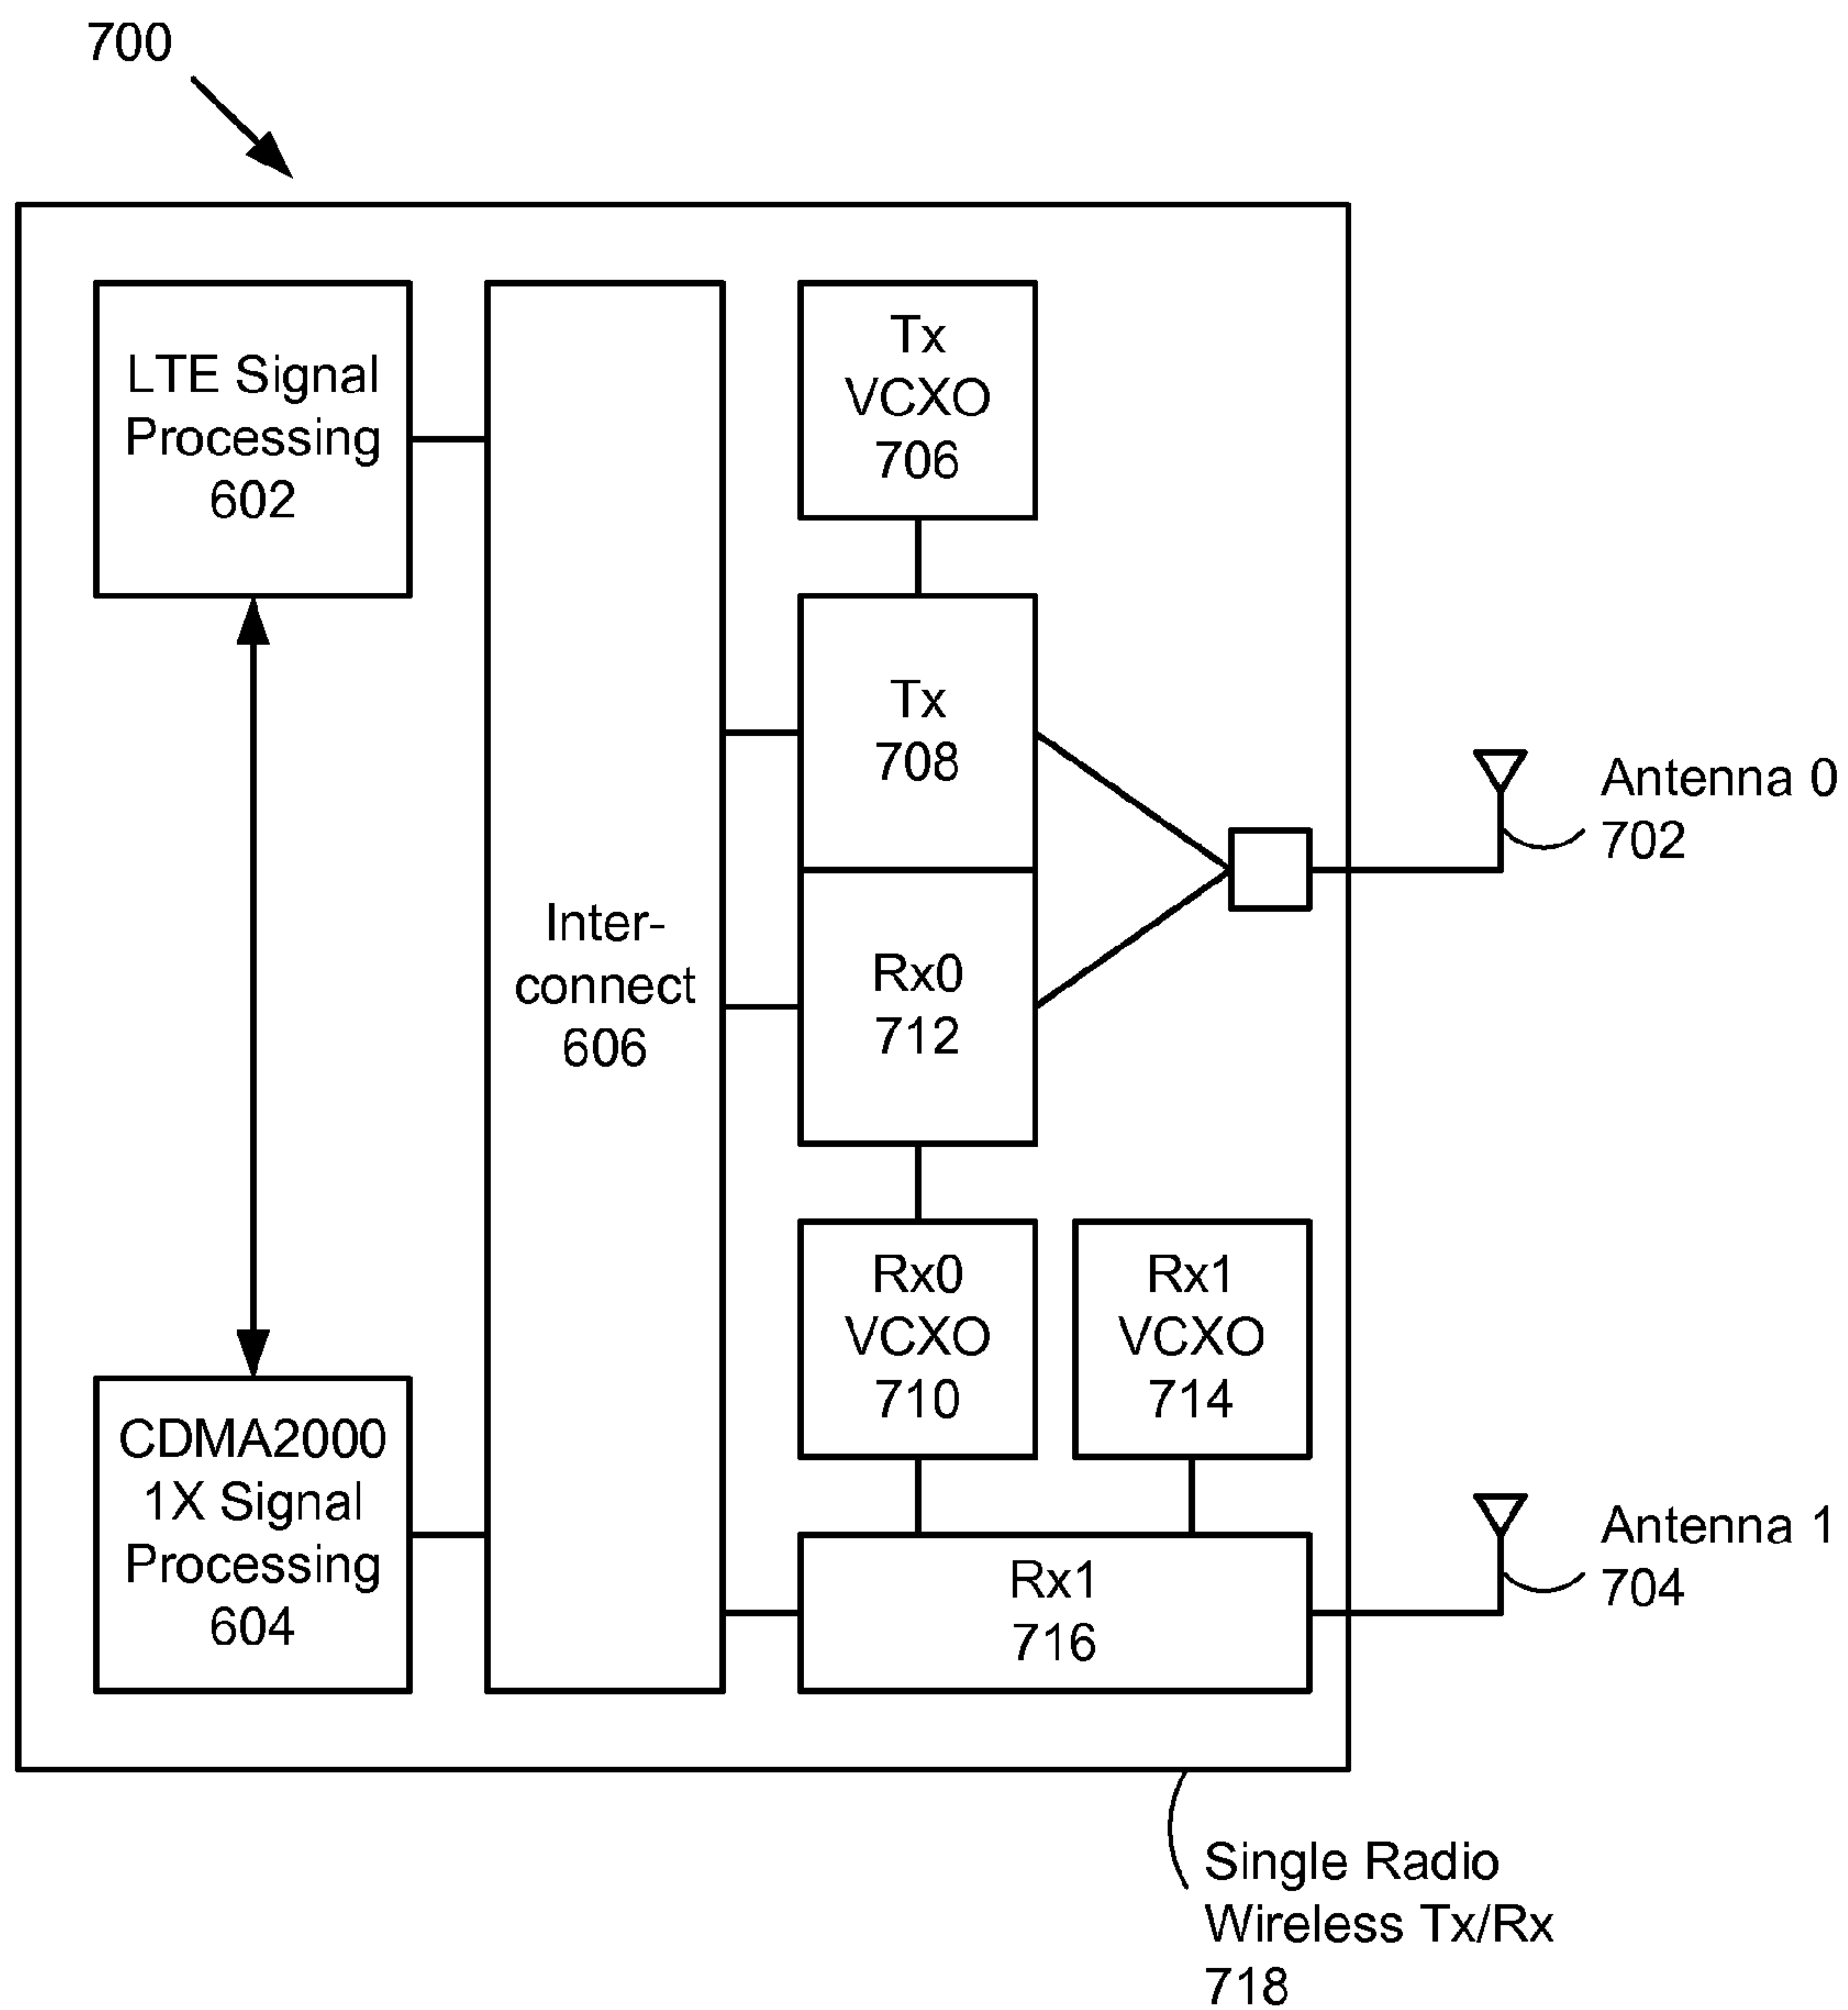 700
LTE Signal
Processing
602
Tx
VCXO
706
Tx
708
Antenna 0
702
Inter-
connect
606
Rx0
712
Rx0
VCXO
710
Rx1
VCXO
714
CDMA2000
1X Signal
Processing
604
Rx1
716
Antenna 1
704
Single Radio
Wireless Tx/Rx
718